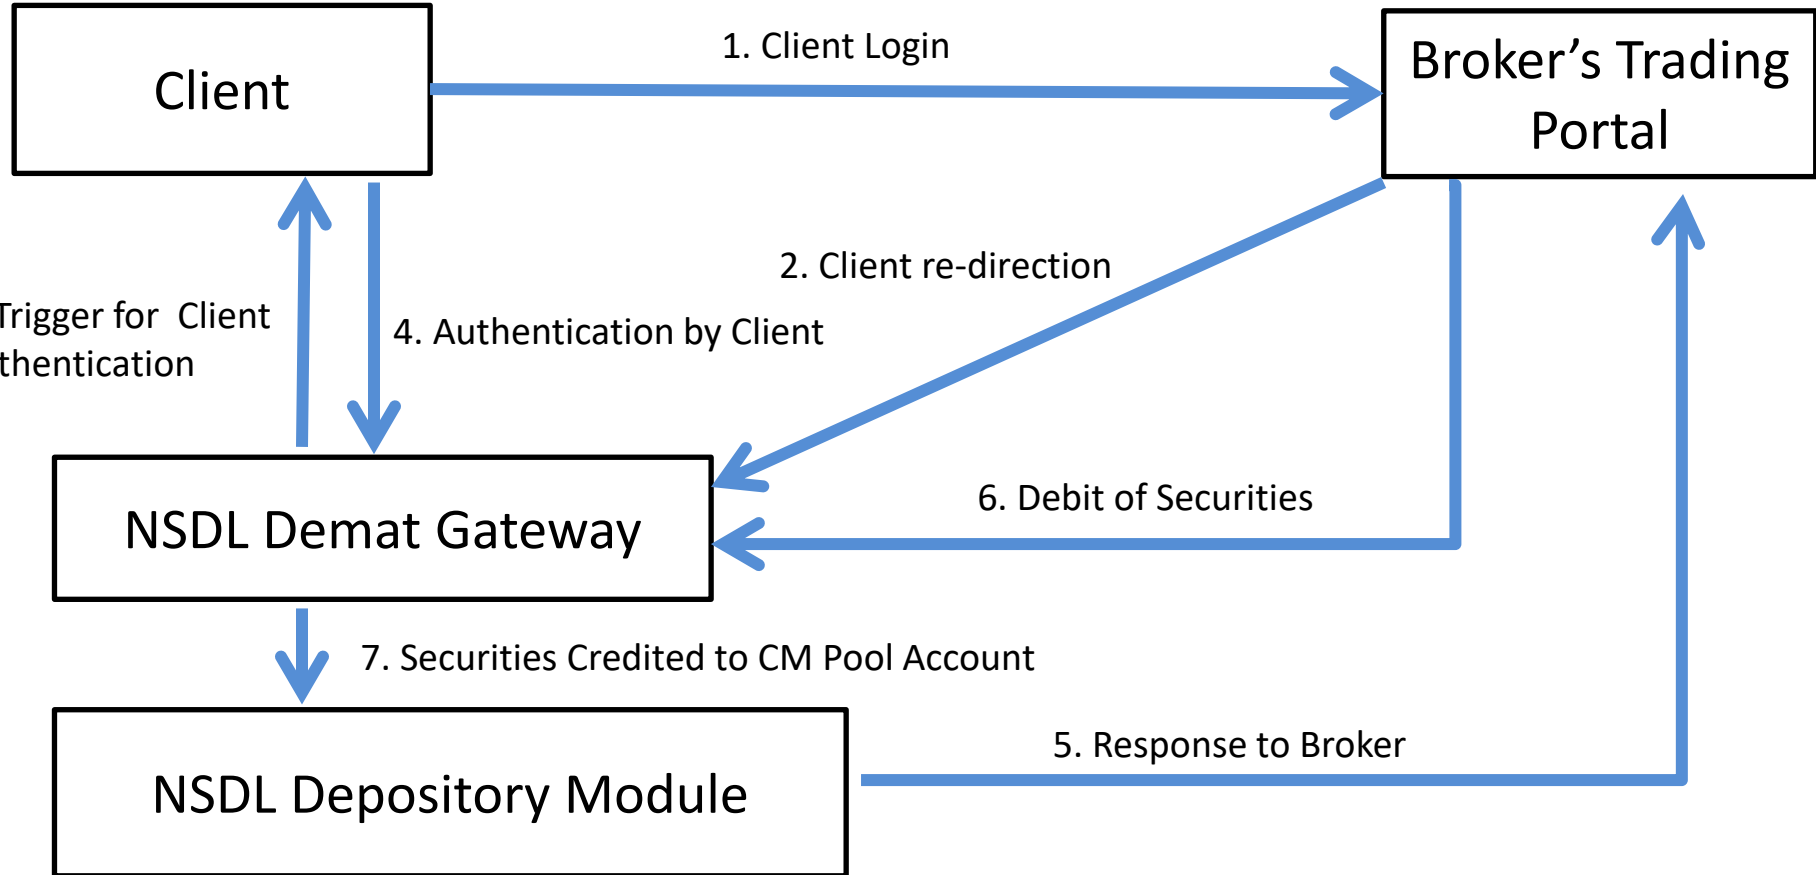 1. Client Login
Client
Broker’s Trading
Portal
2. Client re-direction
Trigger for Client
thentication
4. Authentication by Client
6. Debit of Securities
NSDL Demat Gateway
7. Securities Credited to CM Pool Account
5. Response to Broker
NSDL Depository Module